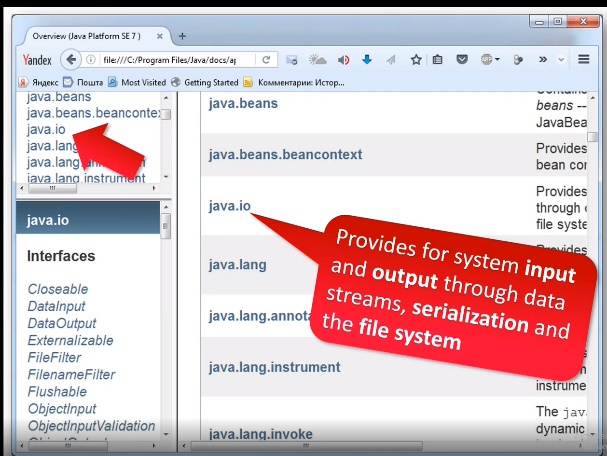 Overview (Java Platform SE 7 )
Yandex
file:///C:/Program Files/Java/docs/a
Яндекс
Пошта
Most Visited
Getting Started
Комментарии: Истор...
java.beans
java.beans.beancontex
java.io
java.lang
java.lang.
java.lang.instrument
java.io
Interfaces
Closeable
DataInput
DataOutput
Externalizable
FileFilter
FilenameFilter
Flushable
ObjectInput
ObjectInputValidation
java.beans
beans --
JavaBea
java.beans.beancontext
Provides
bean con
java.io
Provides
through
file syste
java.lang
Provides
java.lang.annota
java.lang.instrument
instrume
java.lang.invoke
The java
dynamic
Provides for system input
and output through data
streams, serialization and
the file system